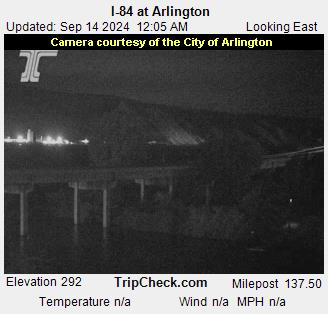 I-84 at Arlington
Updated: Sep 14 2024 12:05 AM Looking East
Camera courtesy of the City of Arlington
Elevation 292 TripCheck.com Milepost 137.50
Temperature n/a Wind n/a MPH n/a